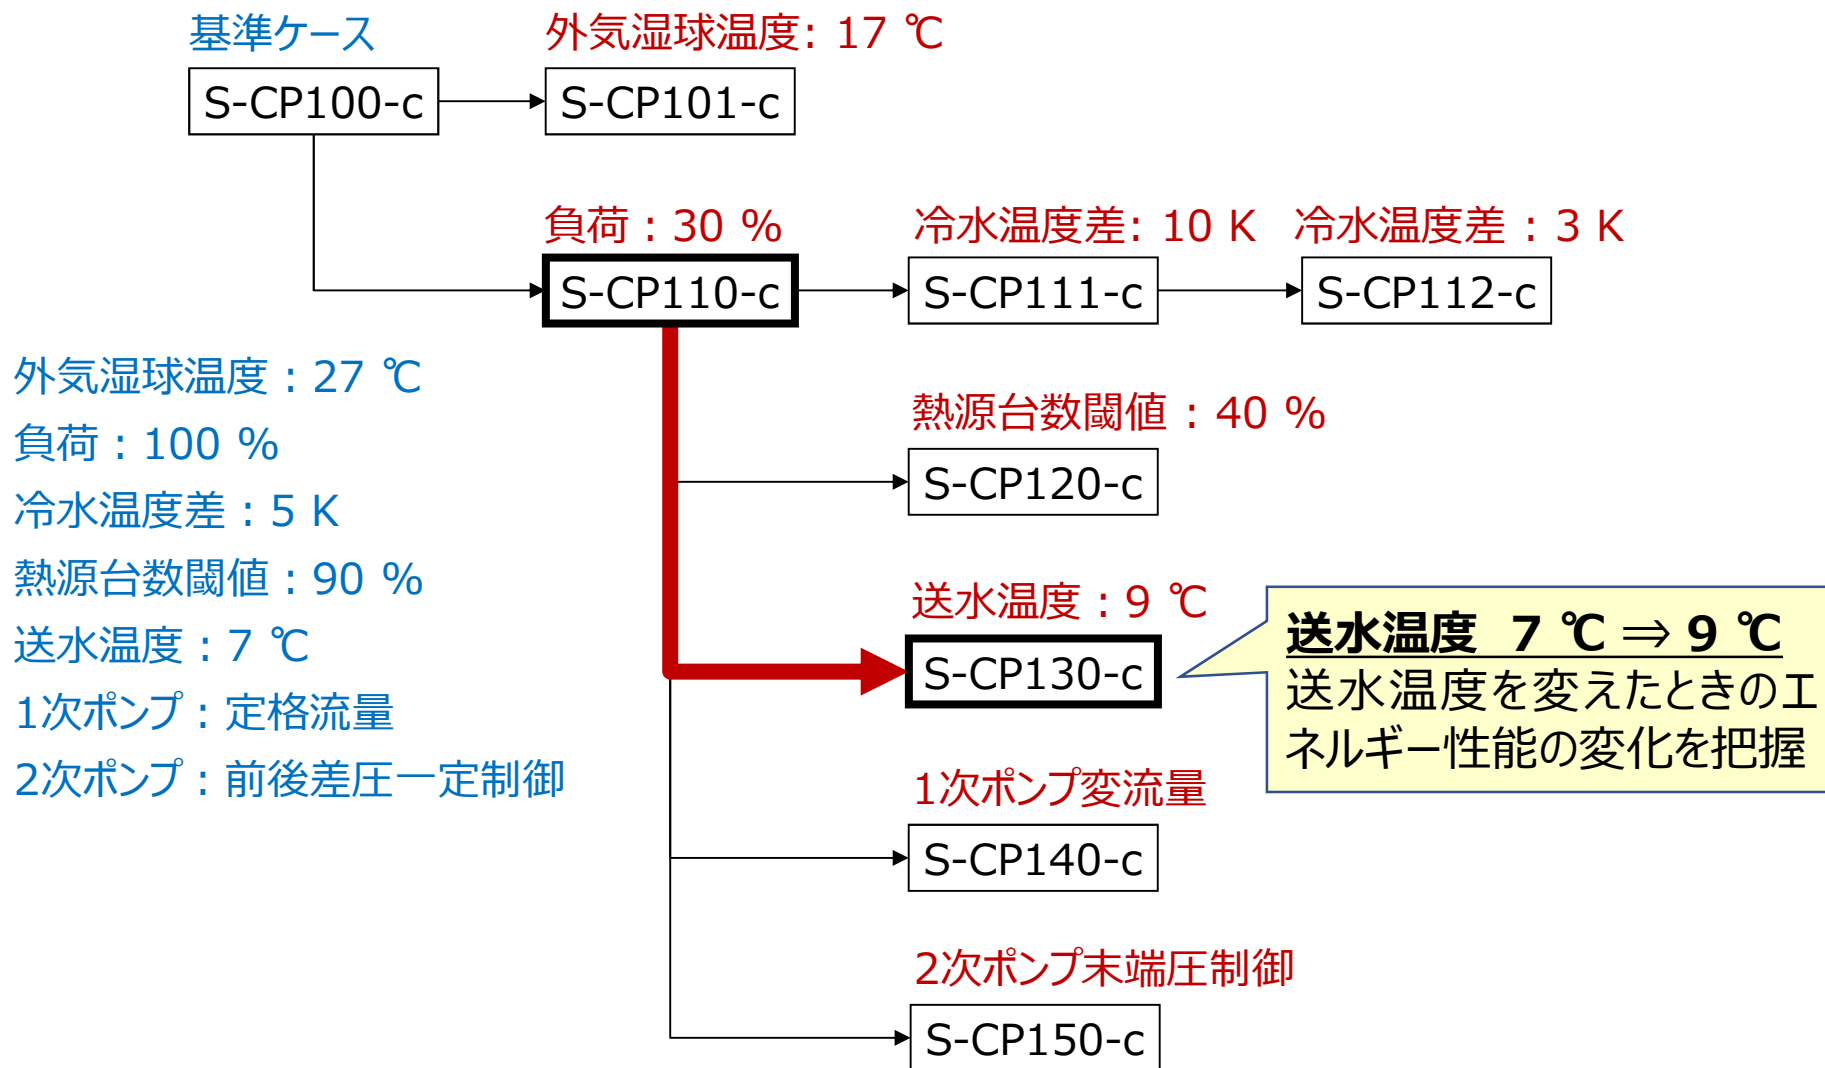 基準ケース
外気湿球温度: 17 ℃
S-CP100-c
S-CP101-c
負荷：30 %
冷水温度差: 10 K
冷水温度差：3 K
S-CP110-c
S-CP111-c
S-CP112-c
外気湿球温度：27 ℃
負荷：100 %
冷水温度差：5 K
熱源台数閾値：90 %
送水温度：7 ℃
1次ポンプ：定格流量
2次ポンプ：前後差圧一定制御
熱源台数閾値：40 %
S-CP120-c
送水温度：9 ℃
S-CP130-c
送水温度 7 ℃ ⇒ 9 ℃
送水温度を変えたときのエ
ネルギー性能の変化を把握
1次ポンプ変流量
S-CP140-c
2次ポンプ末端圧制御
S-CP150-c